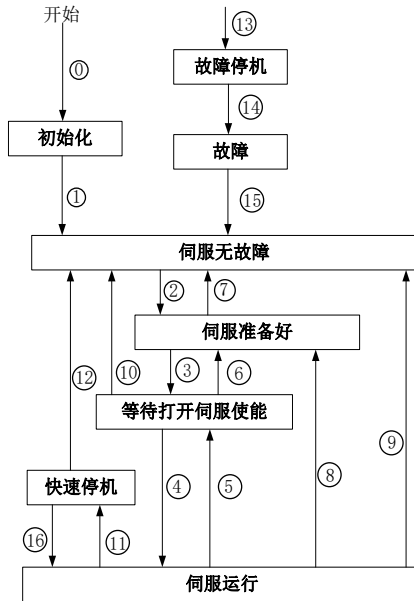 开始
⑬
⓪
故障停机
⑭
初始化
故障
①
⑮
伺服无故障
②
⑦
伺服准备好
③
⑥
⑫
⑩
等待打开伺服使能
⑨
快速停机
④
⑤
⑧
⑯
⑪
伺服运行